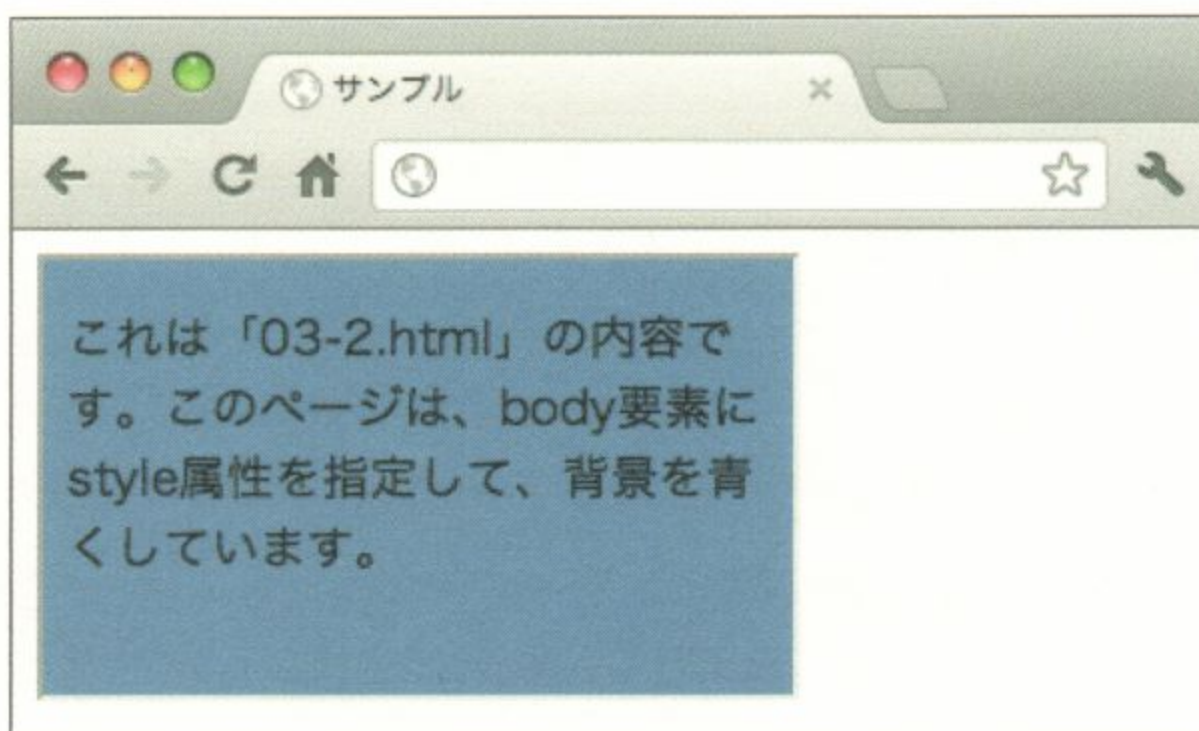 サンプル
これは「03-2.html」の内容で
す。このページは、body要素に
style属性を指定して、背景を青
くしています。